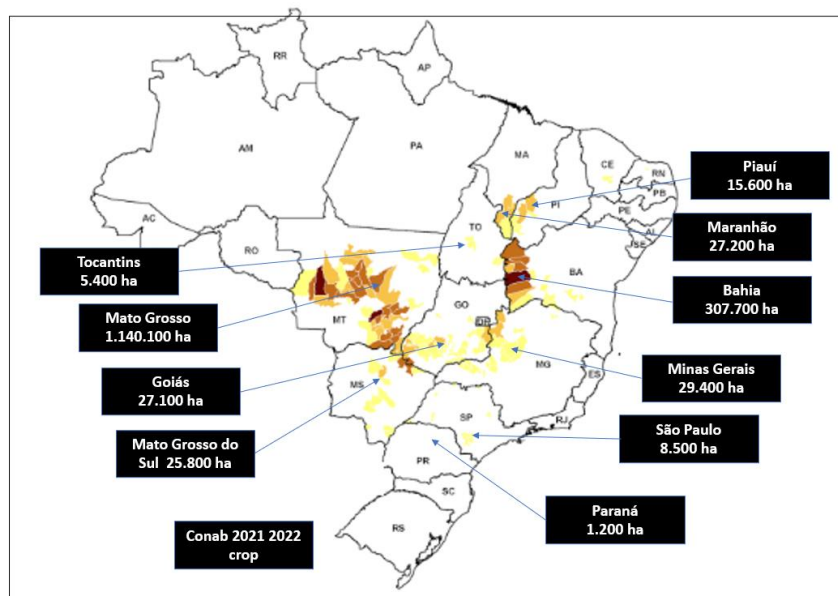 RR
AP
AM
PA
MA
CE
RN
PB
PE
AL
SE
PI
AC
RO
TO
BA
MT
GO
DF
MG
ES
MS
SP
RJ
PR
SC
RS
Piauí
15.600 ha
Maranhão
27.200 ha
Bahia
307.700 ha
Minas Gerais
29.400 ha
São Paulo
8.500 ha
Paraná
1.200 ha
Tocantins
5.400 ha
Mato Grosso
1.140.100 ha
Goiás
27.100 ha
Mato Grosso do
Sul 25.800 ha
Conab 2021 2022
crop